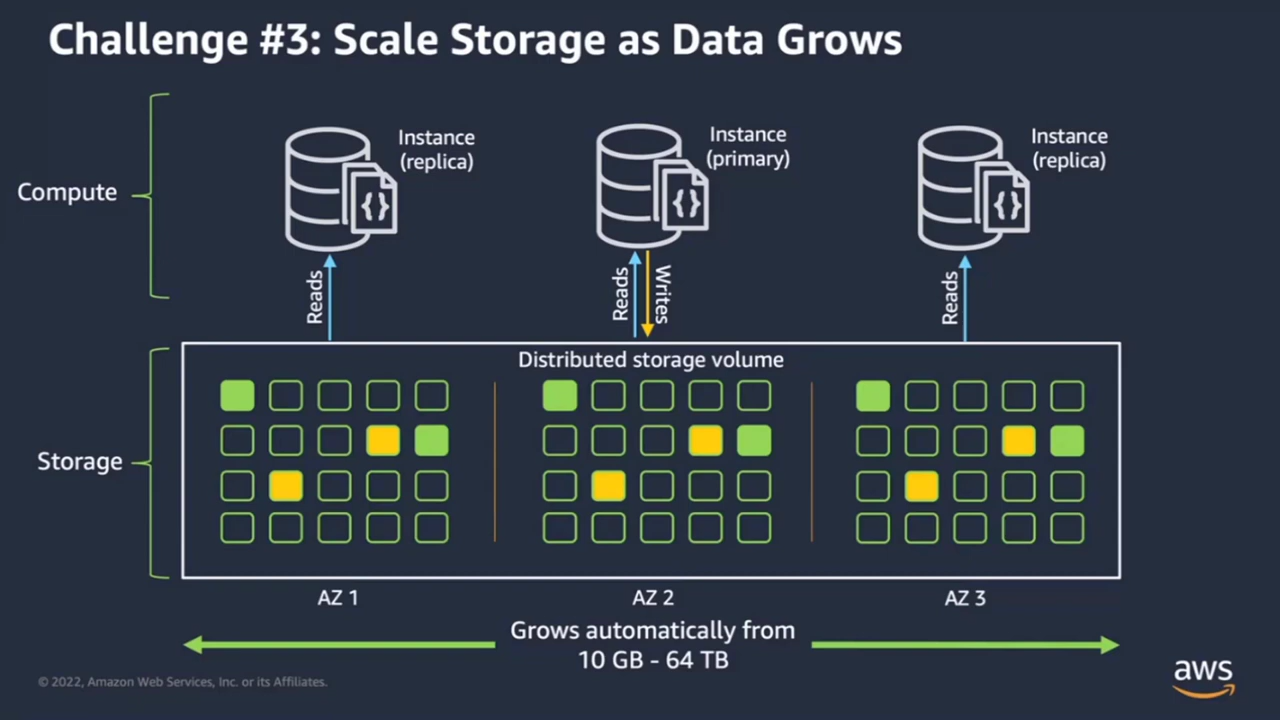 Challenge #3: Scale Storage as Data Grows
Compute
Instance
(replica)
Instance
(primary)
Instance
(replica)
{}
{}
{}
Reads
Reads
Writes
Reads
Storage
Distributed storage volume
AZ 1
AZ 2
AZ 3
Grows automatically from
10 GB - 64 TB
© 2022, Amazon Web Services, Inc. or its Affiliates.
aws